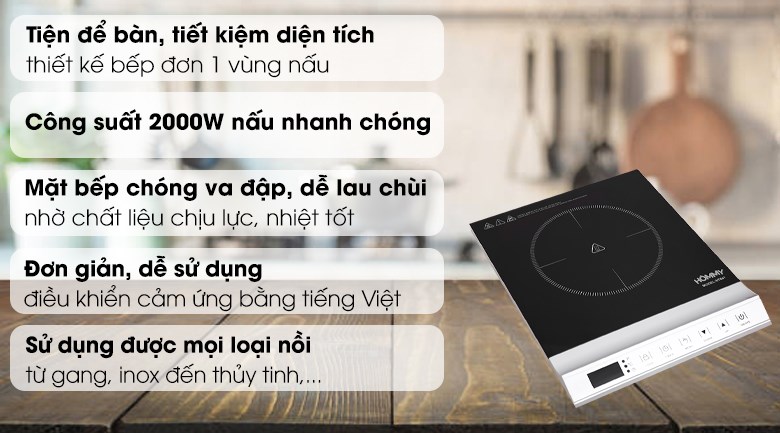 Tiện để bàn, tiết kiệm diện tích
thiết kế bếp đơn 1 vùng nấu
Công suất 2000W nấu nhanh chóng
Mặt bếp chống va đập, dễ lau chùi
nhờ chất liệu chịu lực, nhiệt tốt
Đơn giản, dễ sử dụng
điều khiển cảm ứng bằng tiếng Việt
Sử dụng được mọi loại nồi
từ gang, inox đến thủy tinh,...
HOMMY